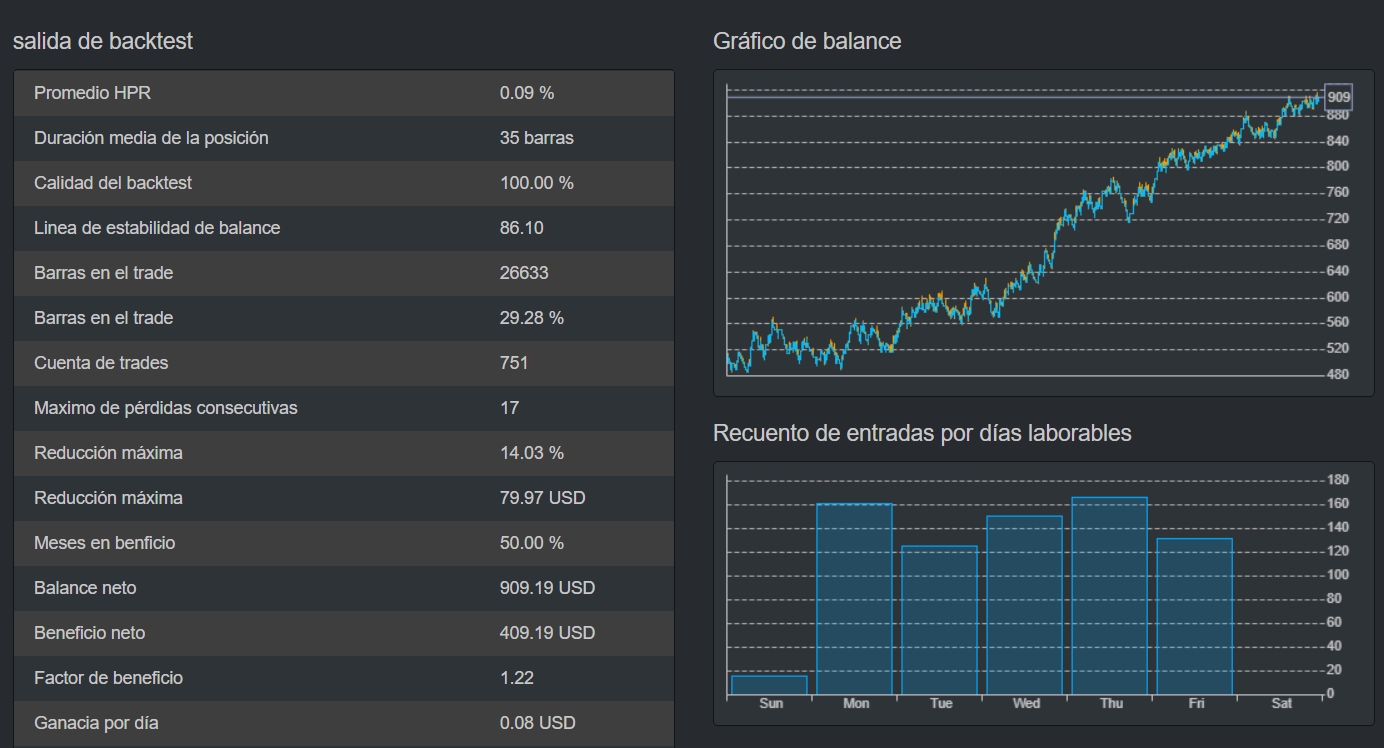 salida de backtest
Promedio HPR 0.09 %
Duración media de la posición 35 barras
Calidad del backtest 100.00 %
Linea de estabilidad de balance 86.10
Barras en el trade 26633
Barras en el trade 29.28 %
Cuenta de trades 751
Maximo de pérdidas consecutivas 17
Reducción máxima 14.03 %
Reducción máxima 79.97 USD
Meses en benficio 50.00 %
Balance neto 909.19 USD
Beneficio neto 409.19 USD
Factor de beneficio 1.22
Ganacia por día 0.08 USD
Gráfico de balance
909
880
840
800
760
720
680
640
600
560
520
480
Recuento de entradas por días laborables
180
160
140
120
100
80
60
40
20
0
Sun Mon Tue Wed Thu Fri Sat